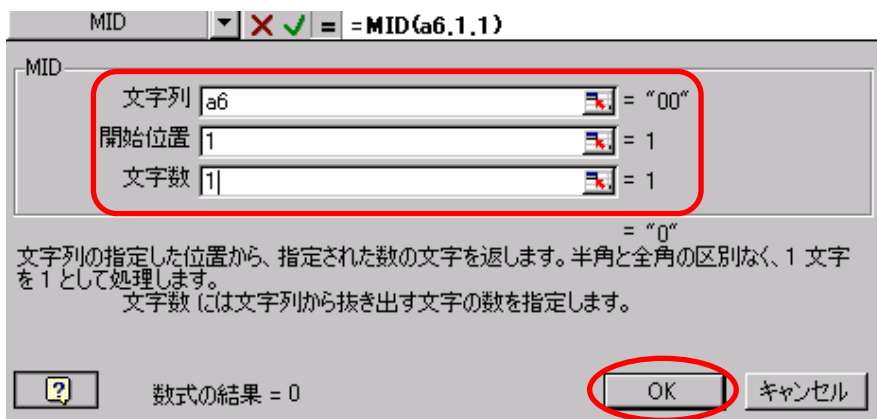 MID = =MID(a6,1,1)
MID
文字列 a6 = "00"
開始位置 1 = 1
文字数 1 = 1
= "0"
文字列の指定した位置から、指定された数の文字を返します。半角と全角の区別なく、1 文字
を 1 として処理します。
文字数 には文字列から抜き出す文字の数を指定します。
? 数式の結果 = 0 OK キャンセル